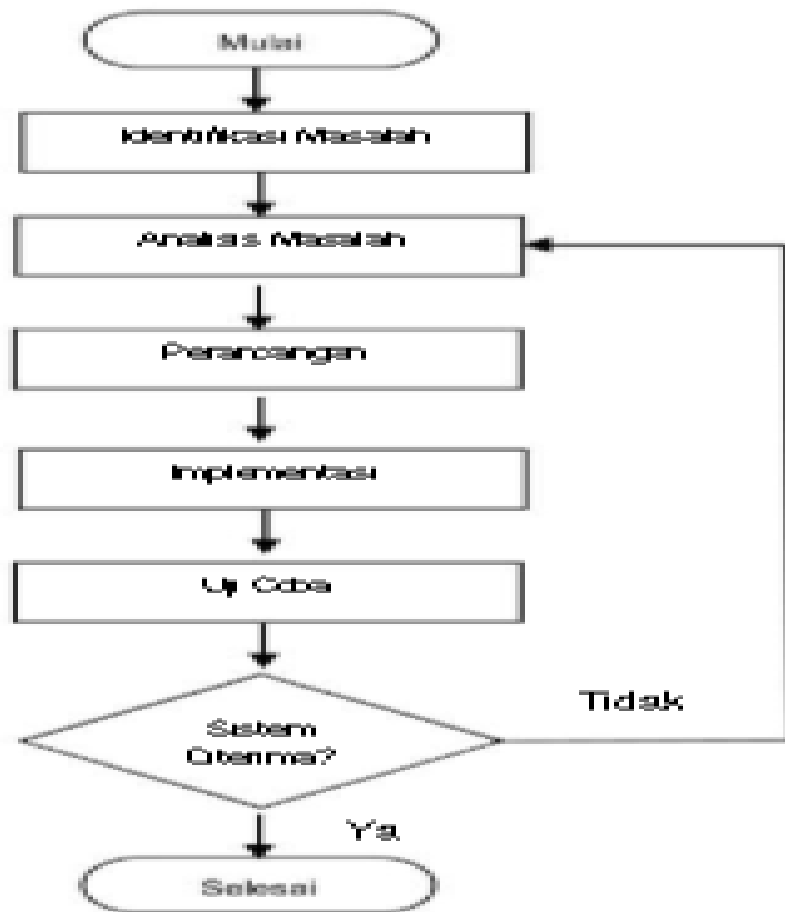 Mulai
Identifikasi Masalah
Analisis Masalah
Perancangan
Implementasi
Uji Coba
Sistem
Diterima?
Tidak
Ya
Selesai